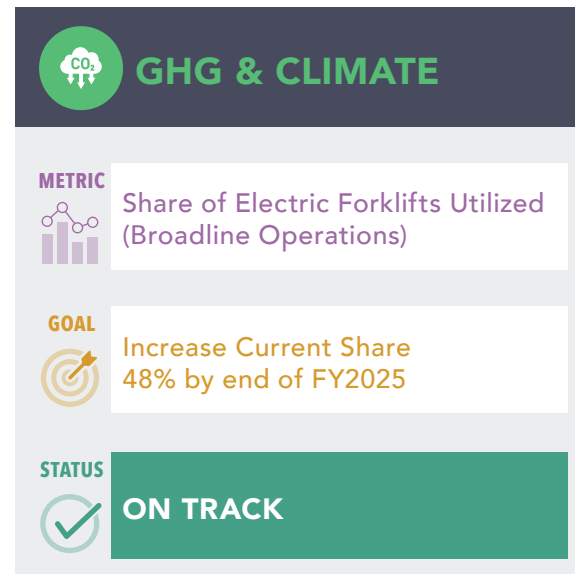 CO₂
GHG & CLIMATE
METRIC
Share of Electric Forklifts Utilized
(Broadline Operations)
GOAL
Increase Current Share
48% by end of FY2025
STATUS
ON TRACK